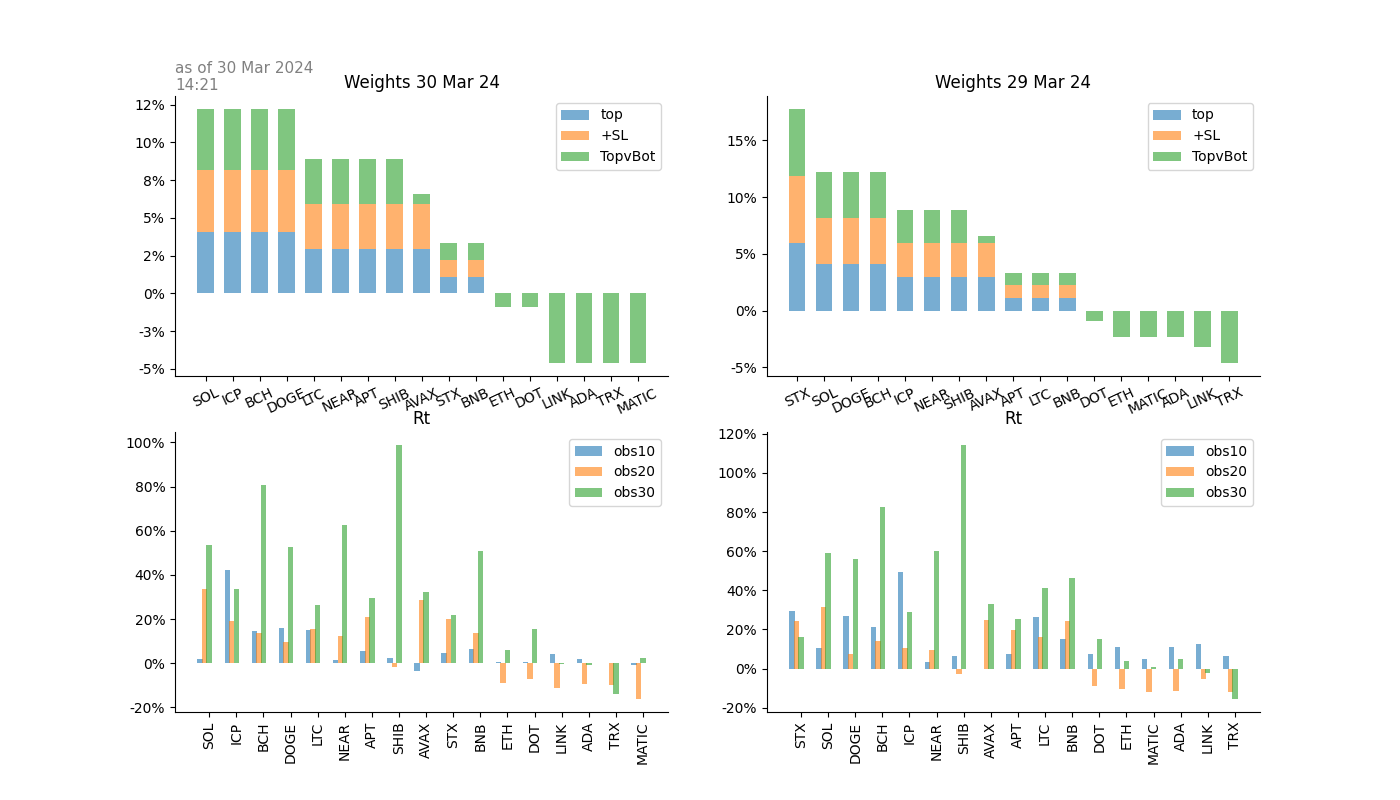 as of 30 Mar 2024
14:21
Weights 30 Mar 24
12%
10%
8%
5%
2%
0%
-3%
-5%
top
+SL
TopvBot
SOL ICP BCH DOGE LTC NEAR APT SHIB AVAX STX BNB ETH DOT LINK ADA TRX MATIC
Weights 29 Mar 24
15%
10%
5%
0%
-5%
top
+SL
TopvBot
STX SOL DOGE BCH ICP NEAR SHIB AVAX APT LTC BNB DOT ETH MATIC ADA LINK TRX
Rt
100%
80%
60%
40%
20%
0%
-20%
obs10
obs20
obs30
SOL ICP BCH DOGE LTC NEAR APT SHIB AVAX STX BNB ETH DOT LINK ADA TRX MATIC
Rt
120%
100%
80%
60%
40%
20%
0%
-20%
obs10
obs20
obs30
STX SOL DOGE BCH ICP NEAR SHIB AVAX APT LTC BNB DOT ETH MATIC ADA LINK TRX